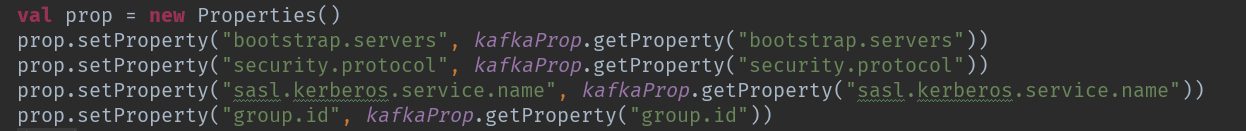 val prop = new Properties()
prop.setProperty("bootstrap.servers", kafkaProp.getProperty("bootstrap.servers"))
prop.setProperty("security.protocol", kafkaProp.getProperty("security.protocol"))
prop.setProperty("sasl.kerberos.service.name", kafkaProp.getProperty("sasl.kerberos.service.name"))
prop.setProperty("group.id", kafkaProp.getProperty("group.id"))